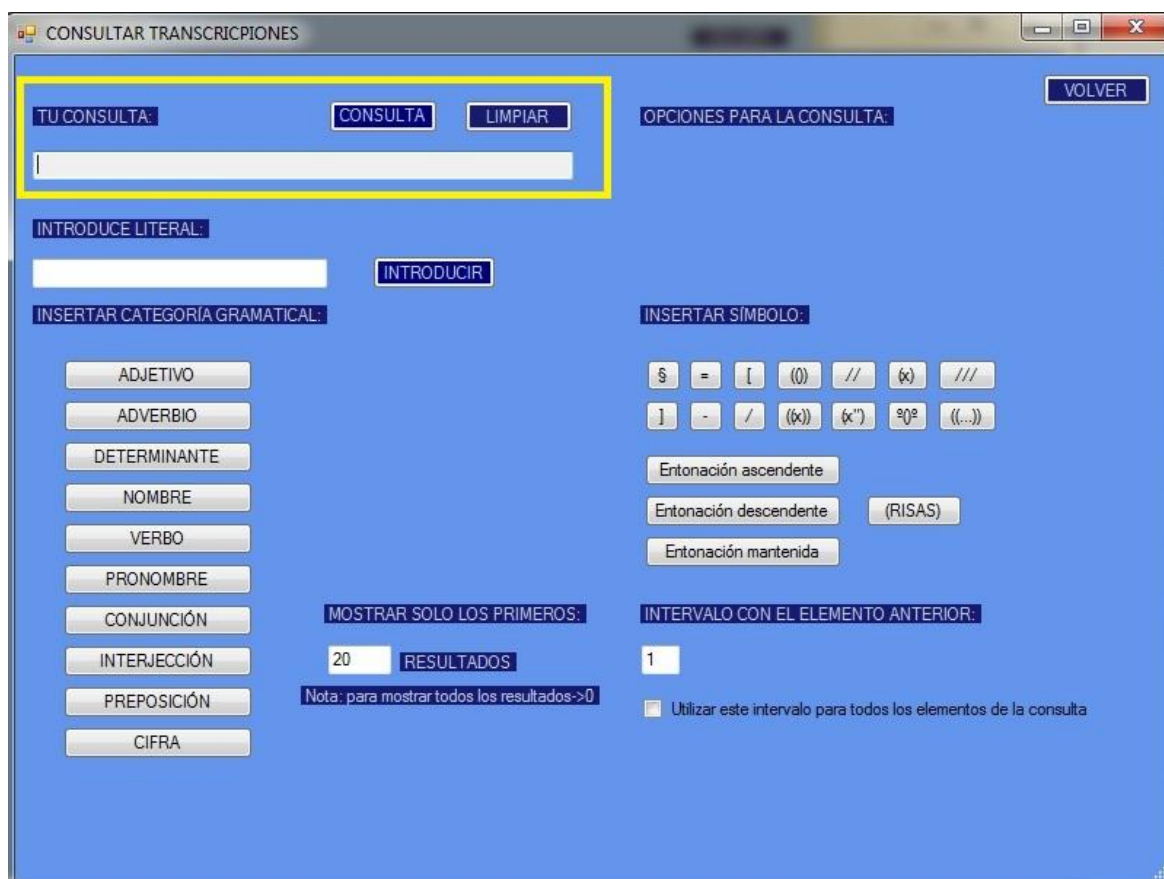 CONSULTAR TRANSCRICPIONES
VOLVER
TU CONSULTA:
CONSULTA
LIMPIAR
OPCIONES PARA LA CONSULTA:
INTRODUCE LITERAL:
INTRODUCIR
INSERTAR CATEGORÍA GRAMATICAL:
ADJETIVO
ADVERBIO
DETERMINANTE
NOMBRE
VERBO
PRONOMBRE
CONJUNCIÓN
INTERJECCIÓN
PREPOSICIÓN
CIFRA
MOSTRAR SOLO LOS PRIMEROS:
20 RESULTADOS
Nota: para mostrar todos los resultados->0
INSERTAR SÍMBOLO:
§ = [ (()) // (x) ///
] - / ((x)) (x") º()º ((...))
Entonación ascendente
Entonación descendente (RISAS)
Entonación mantenida
INTERVALO CON EL ELEMENTO ANTERIOR:
1
Utilizar este intervalo para todos los elementos de la consulta